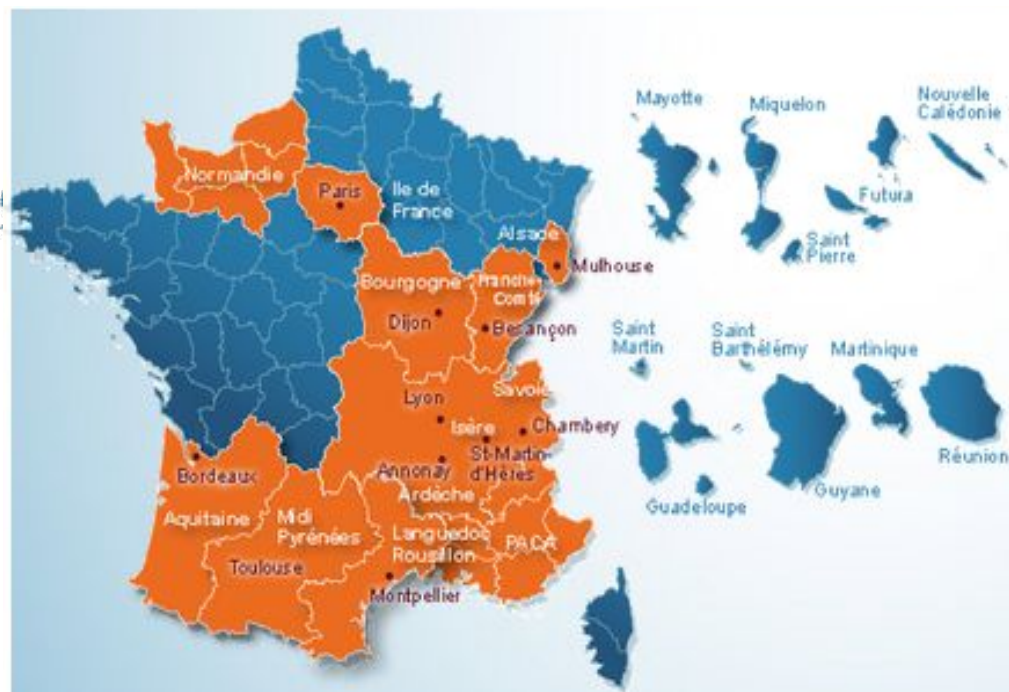 Mayotte
Miquelon
Nouvelle
Calédonie
Normandie
Paris
Ile de
France
Futura
Saint
Pierre
Alsace
Mulhouse
Bourgogne
Franche-
Comté
Dijon
Besançon
Saint
Martin
Saint
Barthélémy
Martinique
Savoie
Lyon
Isère
Chambery
Annonay
St-Martin-
d'Hères
Bordeaux
Réunion
Ardèche
Guyane
Guadeloupe
Aquitaine
Midi
Pyrénées
Languedoc
Rousillon
PACA
Toulouse
Montpellier